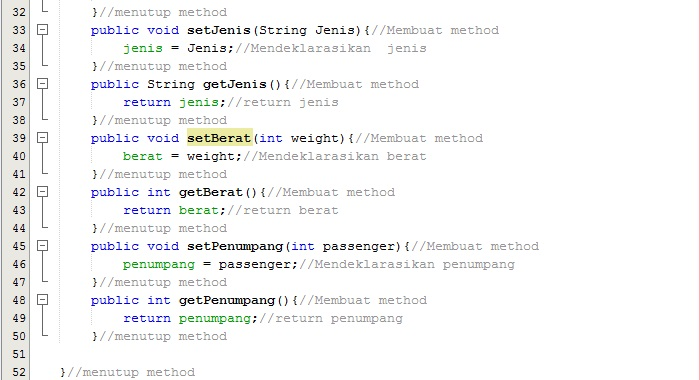 32 }//menutup method
33 public void setJenis(String Jenis){//Membuat method
34 jenis = Jenis;//Mendeklarasikan  jenis
35 }//menutup method
36 public String getJenis(){//Membuat method
37 return jenis;//return jenis
38 }//menutup method
39 public void setBerat(int weight){//Membuat method
40 berat = weight;//Mendeklarasikan berat
41 }//menutup method
42 public int getBerat(){//Membuat method
43 return berat;//return berat
44 }//menutup method
45 public void setPenumpang(int passenger){//Membuat method
46 penumpang = passenger;//Mendeklarasikan penumpang
47 }//menutup method
48 public int getPenumpang(){//Membuat method
49 return penumpang;//return penumpang
50 }//menutup method
51
52 }//menutup method